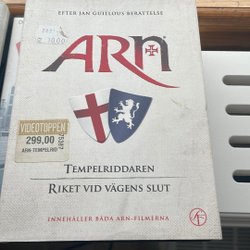 EFTER JAN GUILLOUS BERÄTTELSE
ARN
VIDEOTOPPEN
299,00
ARN-TEMPELRID
TEMPELRIDDAREN
RIKET VID VÄGENS SLUT
INNEHÅLLER BÅDA ARN-FILMERNA
SF